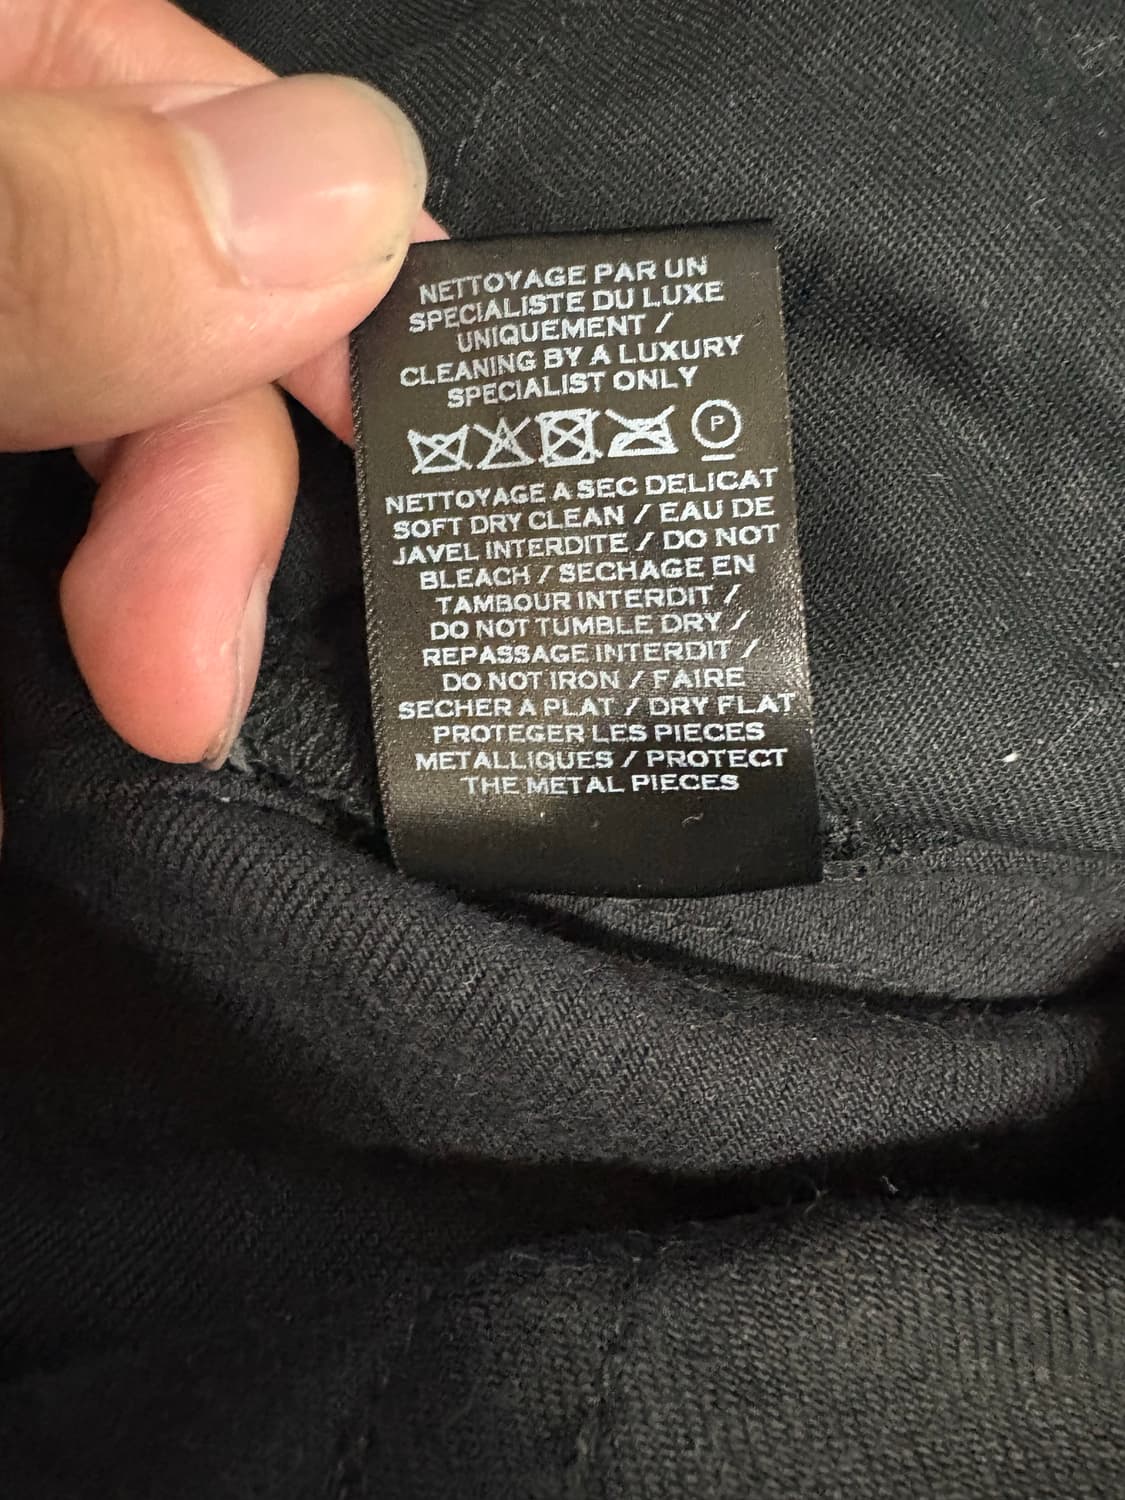 NETTOYAGE PAR UN
SPECIALISTE DU LUXE
UNIQUEMENT /
CLEANING BY A LUXURY
SPECIALIST ONLY
P
NETTOYAGE A SEC DELICAT
SOFT DRY CLEAN / EAU DE
JAVEL INTERDITE / DO NOT
BLEACH / SECHAGE EN
TAMBOUR INTERDIT /
DO NOT TUMBLE DRY /
REPASSAGE INTERDIT /
DO NOT IRON / FAIRE
SECHER A PLAT / DRY FLAT
PROTEGER LES PIECES
METALLIQUES / PROTECT
THE METAL PIECES